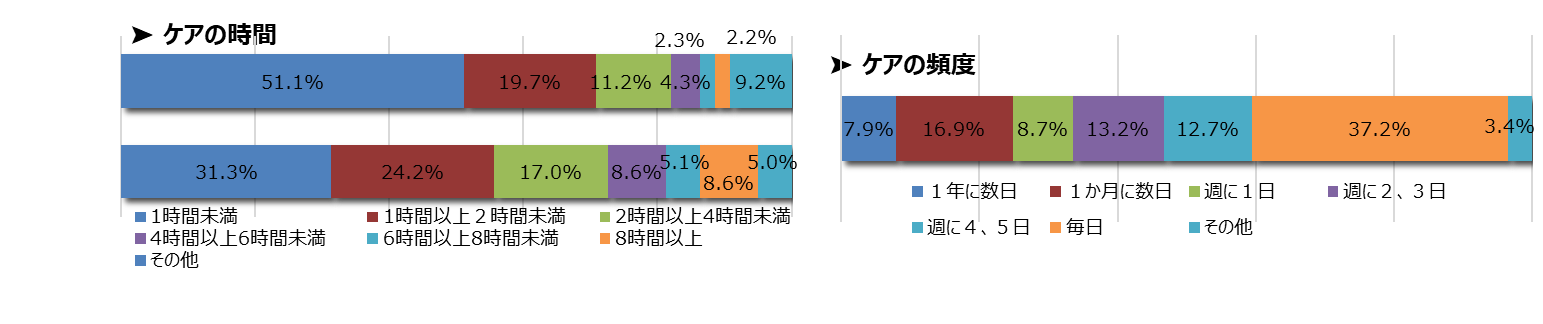 ➤ ケアの時間
2.3% 2.2%
51.1% 19.7% 11.2% 4.3% 9.2%
31.3% 24.2% 17.0% 8.6% 5.1% 8.6% 5.0%
1時間未満 1時間以上２時間未満 2時間以上4時間未満
4時間以上6時間未満 6時間以上8時間未満 8時間以上
その他
➤ ケアの頻度
7.9% 16.9% 8.7% 13.2% 12.7% 37.2% 3.4%
１年に数日 １か月に数日 週に１日 週に２、３日
週に４、５日 毎日 その他